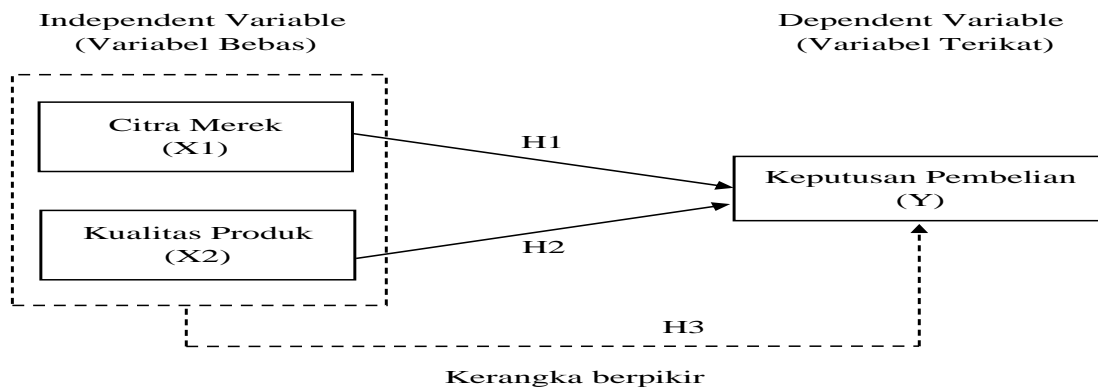 Independent Variable
(Variabel Bebas)
Dependent Variable
(Variabel Terikat)
Citra Merek
(X1)
H1
Keputusan Pembelian
(Y)
Kualitas Produk
(X2)
H2
H3
Kerangka berpikir